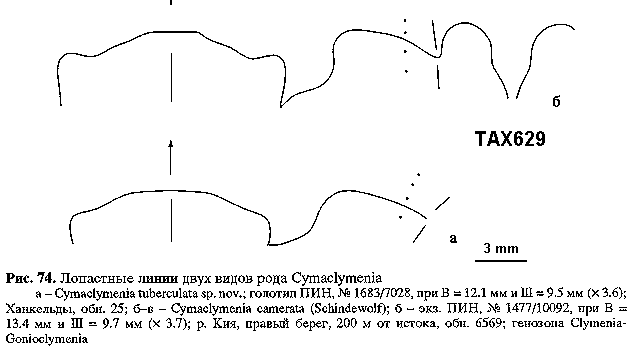 б
TAX629
а
3 mm
Рис. 74. Лопастные линии двух видов рода Cymaclymenia
а – Cymaclymenia tuberculata sp. nov.; голотип ПИН, № 1683/7028, при В = 12.1 мм и Ш = 9.5 мм (× 3.6);
Ханкельды, обн. 25; б–в – Cymaclymenia camerata (Schindewolf); б – экз. ПИН, № 1477/10092, при В =
13.4 мм и Ш = 9.7 мм (× 3.7); р. Кия, правый берег, 200 м от истока, обн. 6569; генозона Clymenia-
Gonioclymenia